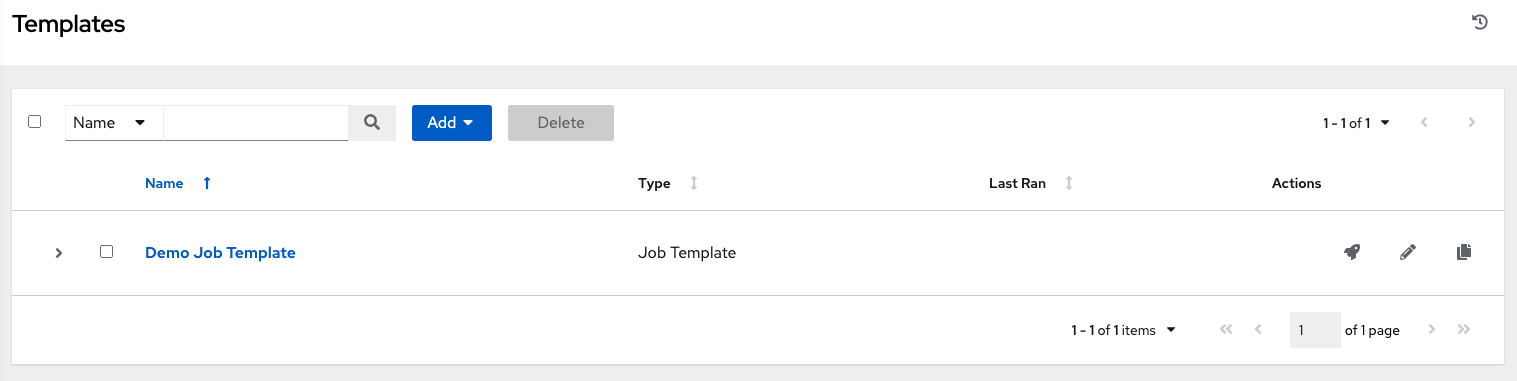 Templates
Name Add Delete 1 - 1 of 1
Name Type Last Ran Actions
Demo Job Template Job Template
1 - 1 of 1 items 1 of 1 page